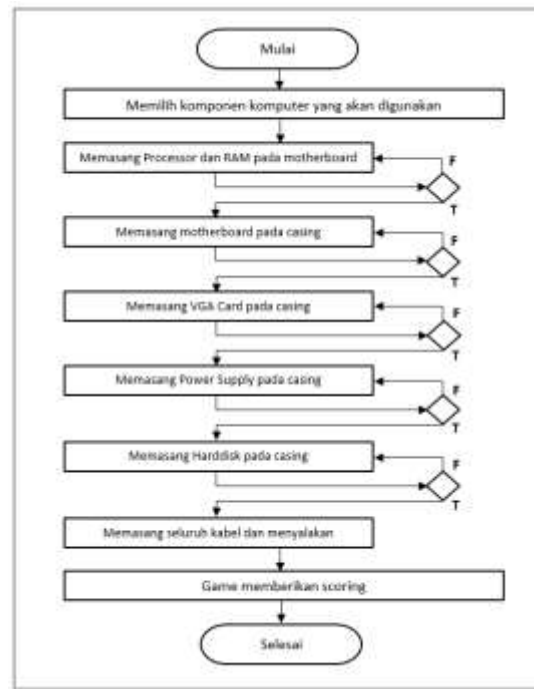 Mulai
Memilih komponen komputer yang akan digunakan
Memasang Processor dan RAM pada motherboard
F
T
Memasang motherboard pada casing
F
T
Memasang VGA Card pada casing
F
T
Memasang Power Supply pada casing
F
T
Memasang Harddisk pada casing
F
T
Memasang seluruh kabel dan menyalakan
Game memberikan scoring
Selesai